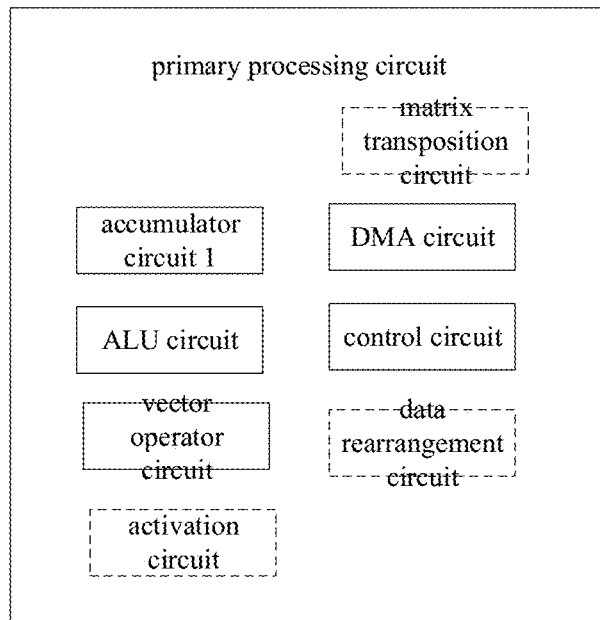 primary processing circuit
matrix
transposition
circuit
accumulator
circuit 1
DMA circuit
ALU circuit
control circuit
vector
operator
circuit
data
rearrangement
circuit
activation
circuit